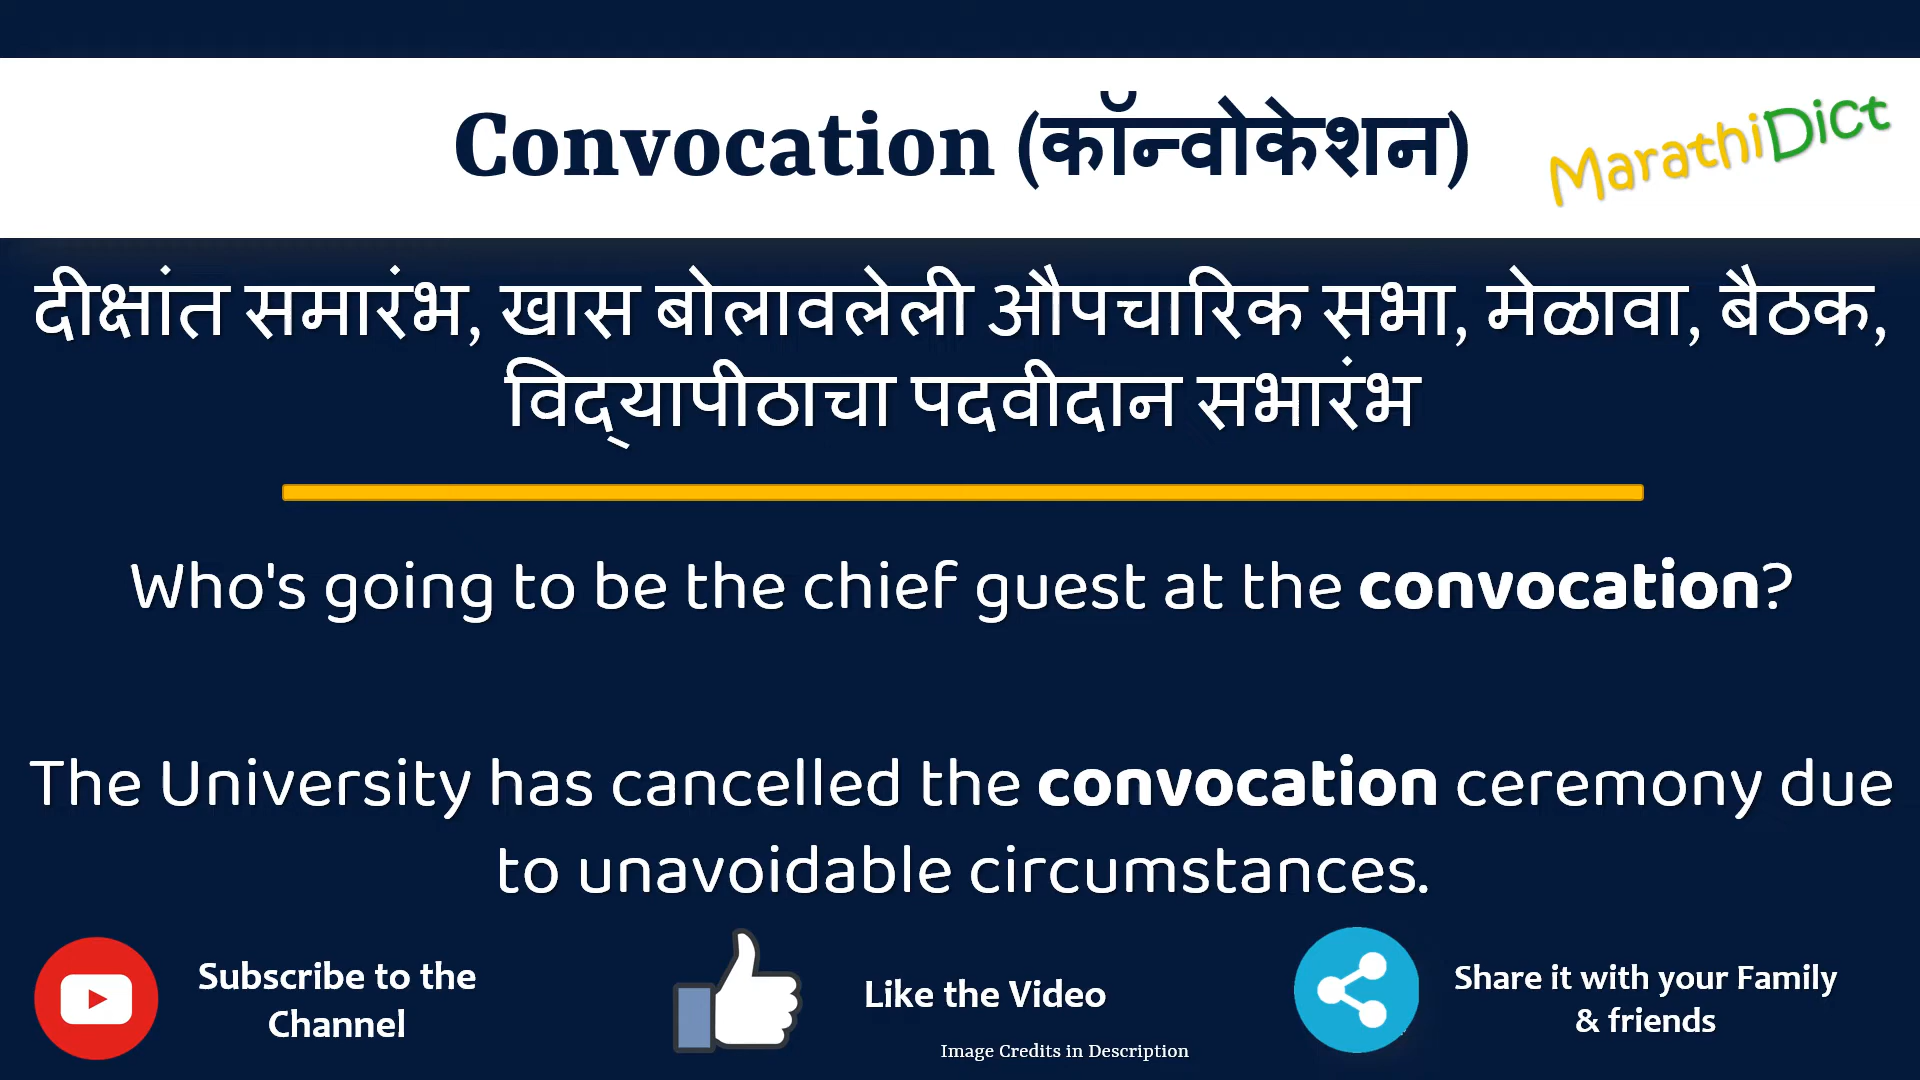 Convocation (कॉन्वोकेशन)
MarathiDict
दीक्षांत समारंभ, खास बोलावलेली औपचारिक सभा, मेळावा, बैठक,
विद्‌यापीठाचा पदवीदान सभारंभ
Who's going to be the chief guest at the convocation?
The University has cancelled the convocation ceremony due
to unavoidable circumstances.
Subscribe to the
Channel
Like the Video
Share it with your Family
& friends
Image Credits in Description